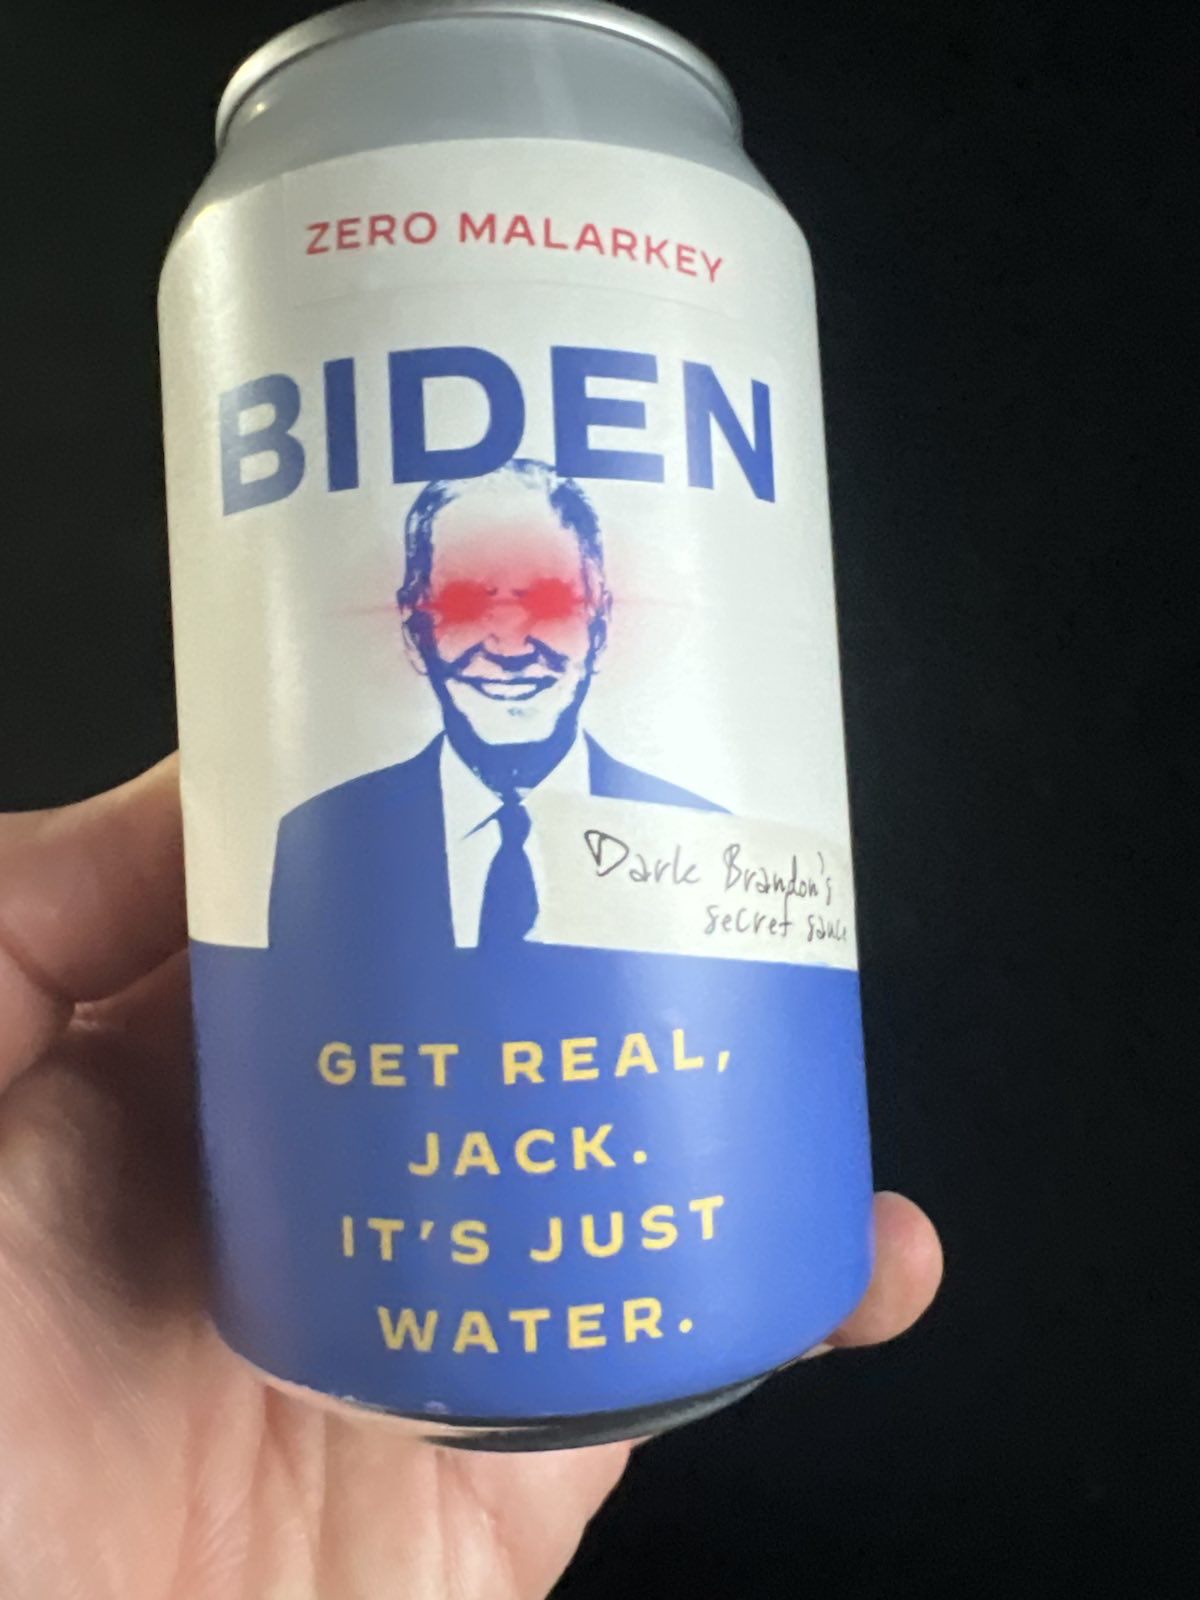 ZERO MALARKEY
BIDEN
Dark Brandon's
secret sauce
GET REAL,
JACK.
IT'S JUST
WATER.